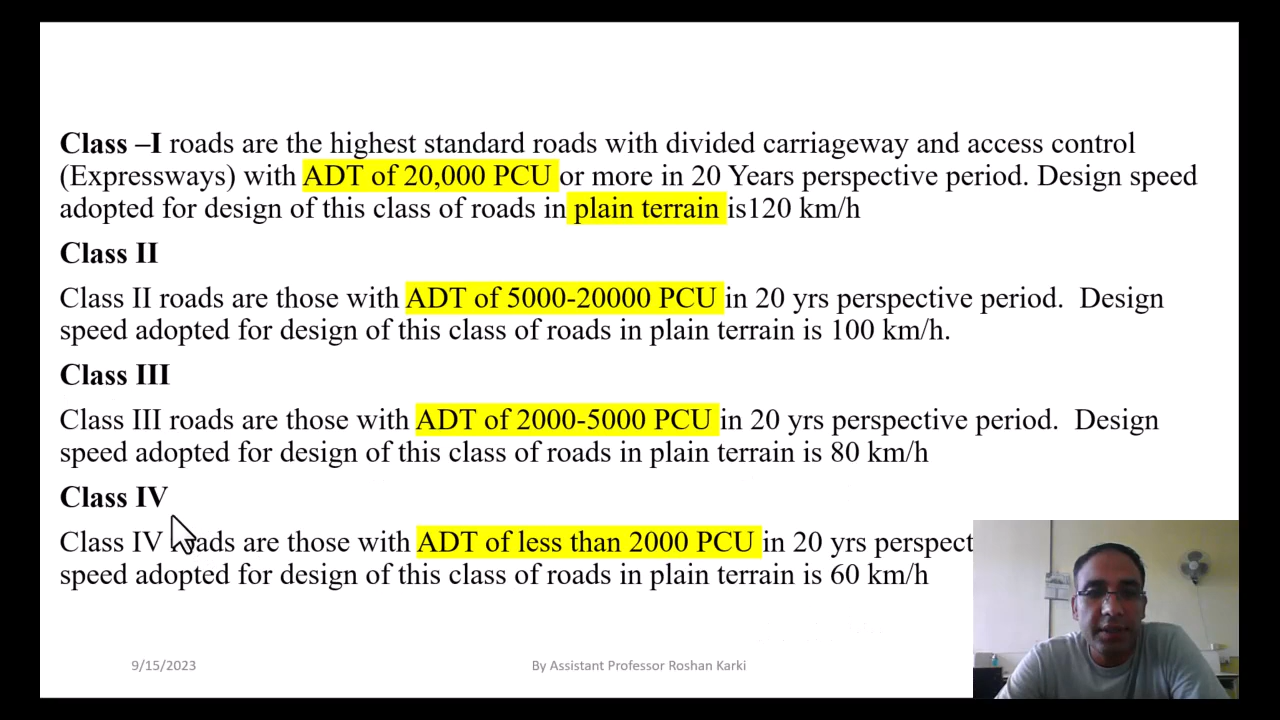 Class –I roads are the highest standard roads with divided carriageway and access control
(Expressways) with ADT of 20,000 PCU or more in 20 Years perspective period. Design speed
adopted for design of this class of roads in plain terrain is120 km/h
Class II
Class II roads are those with ADT of 5000-20000 PCU in 20 yrs perspective period. Design
speed adopted for design of this class of roads in plain terrain is 100 km/h.
Class III
Class III roads are those with ADT of 2000-5000 PCU in 20 yrs perspective period. Design
speed adopted for design of this class of roads in plain terrain is 80 km/h
Class IV
Class IV roads are those with ADT of less than 2000 PCU in 20 yrs perspect
speed adopted for design of this class of roads in plain terrain is 60 km/h
9/15/2023
By Assistant Professor Roshan Karki